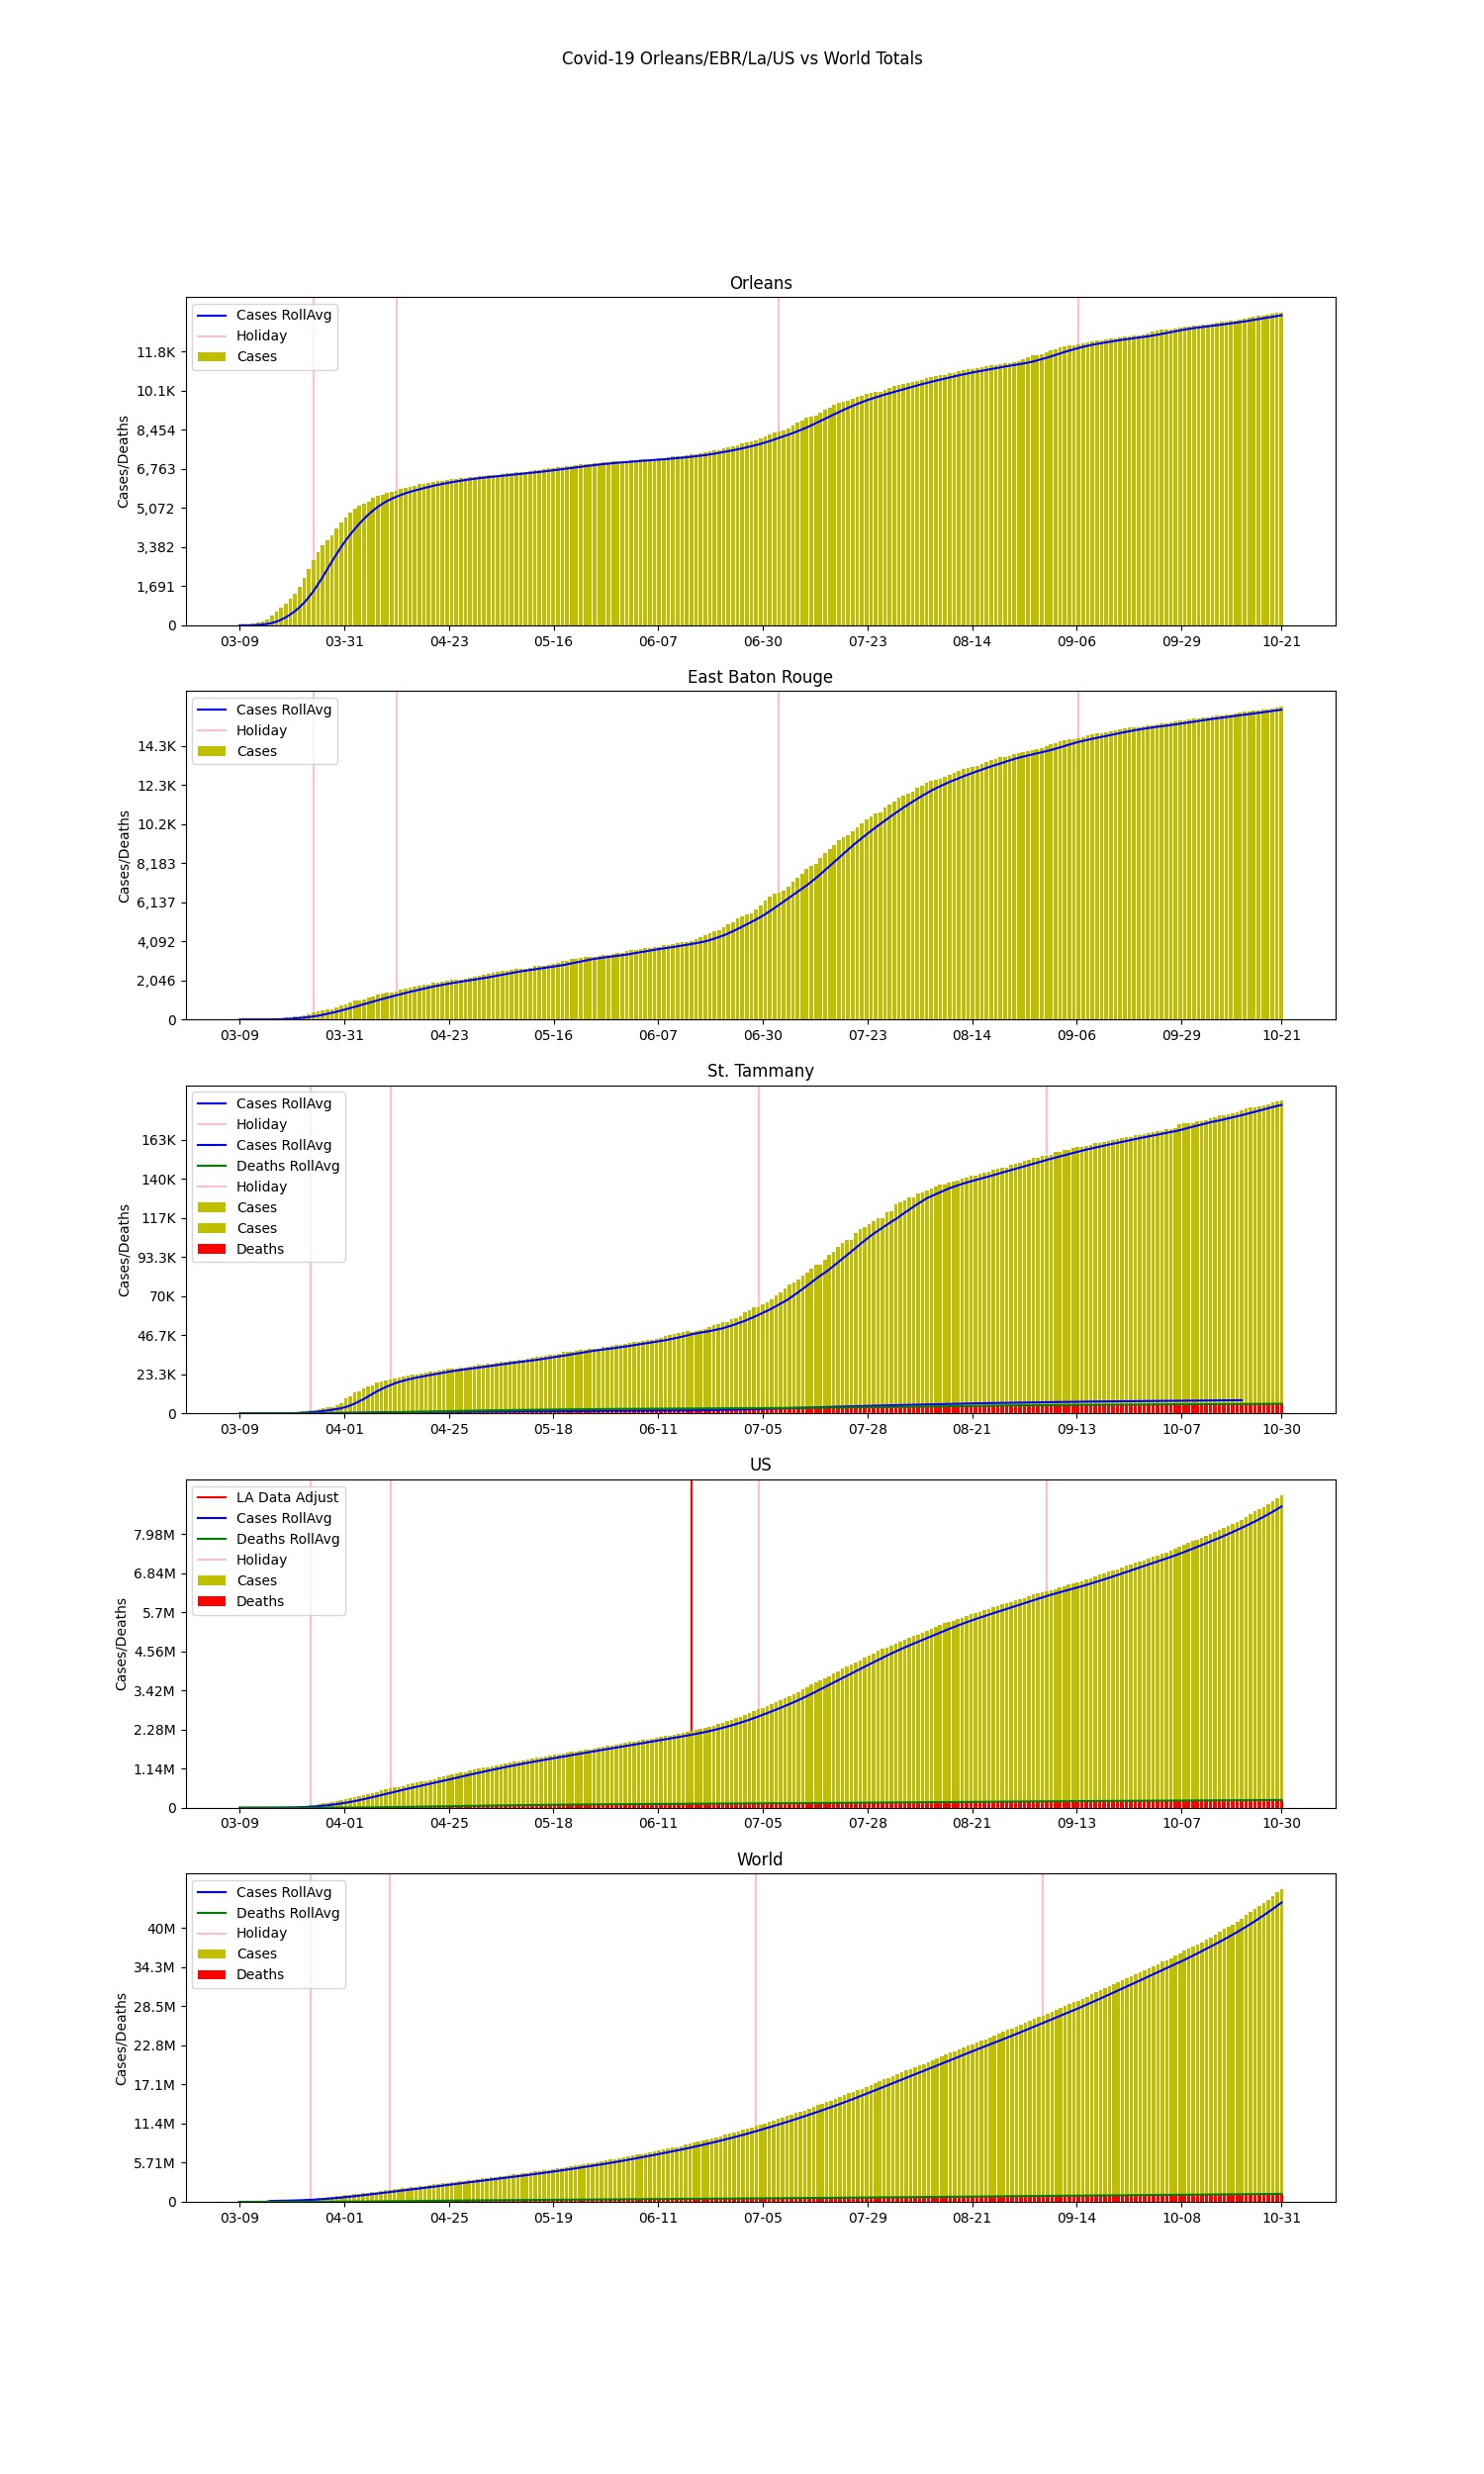 Covid-19 Orleans/EBR/La/US vs World Totals
Orleans
Cases RollAvg
Holiday
Cases
Cases/Deaths
11.8K
10.1K
8,454
6,763
5,072
3,382
1,691
0
03-09 03-31 04-23 05-16 06-07 06-30 07-23 08-14 09-06 09-29 10-21
East Baton Rouge
Cases RollAvg
Holiday
Cases
Cases/Deaths
14.3K
12.3K
10.2K
8,183
6,137
4,092
2,046
0
03-09 03-31 04-23 05-16 06-07 06-30 07-23 08-14 09-06 09-29 10-21
St. Tammany
Cases RollAvg
Holiday
Cases RollAvg
Deaths RollAvg
Holiday
Cases
Cases
Deaths
Cases/Deaths
163K
140K
117K
93.3K
70K
46.7K
23.3K
0
03-09 04-01 04-25 05-18 06-11 07-05 07-28 08-21 09-13 10-07 10-30
US
LA Data Adjust
Cases RollAvg
Deaths RollAvg
Holiday
Cases
Deaths
Cases/Deaths
7.98M
6.84M
5.7M
4.56M
3.42M
2.28M
1.14M
0
03-09 04-01 04-25 05-18 06-11 07-05 07-28 08-21 09-13 10-07 10-30
World
Cases RollAvg
Deaths RollAvg
Holiday
Cases
Deaths
Cases/Deaths
40M
34.3M
28.5M
22.8M
17.1M
11.4M
5.71M
0
03-09 04-01 04-25 05-19 06-11 07-05 07-29 08-21 09-14 10-08 10-31